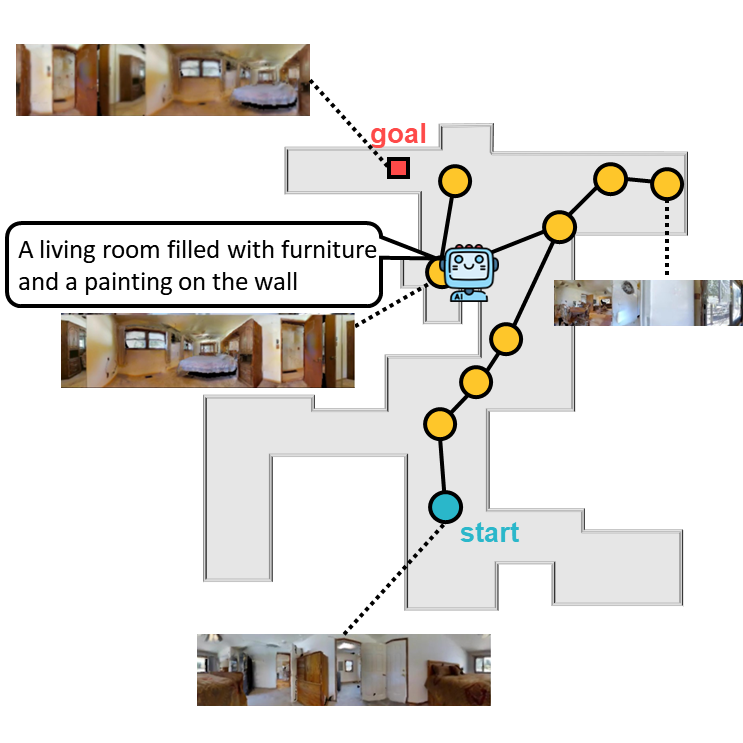 goal
A living room filled with furniture
and a painting on the wall
AI
start